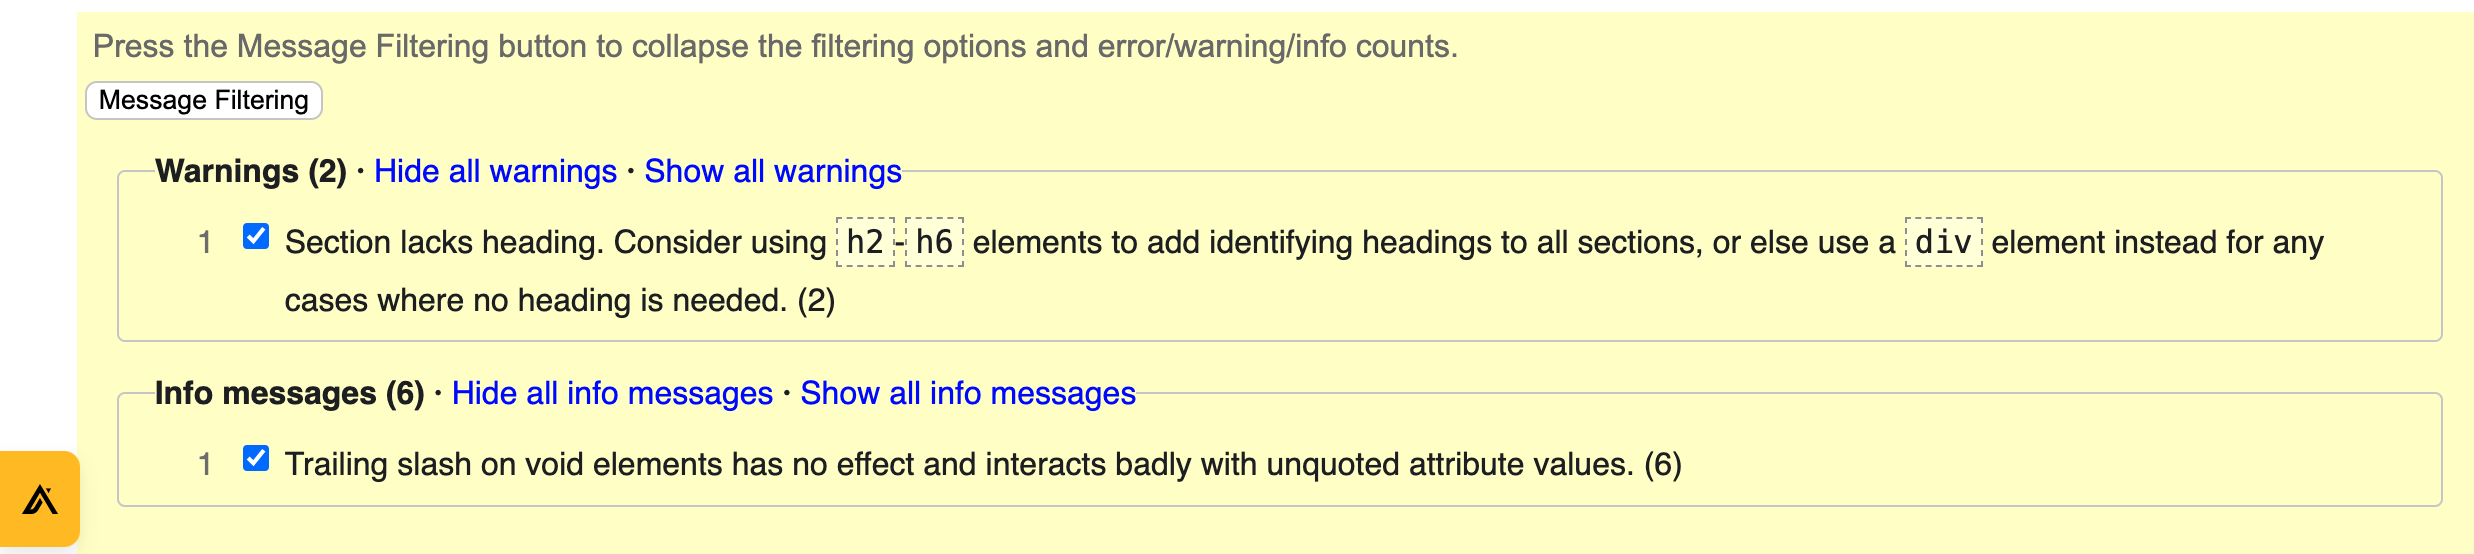 Press the Message Filtering button to collapse the filtering options and error/warning/info counts.
Message Filtering
Warnings (2) · Hide all warnings · Show all warnings
1 Section lacks heading. Consider using h2-h6 elements to add identifying headings to all sections, or else use a div element instead for any
cases where no heading is needed. (2)
Info messages (6) · Hide all info messages · Show all info messages
1 Trailing slash on void elements has no effect and interacts badly with unquoted attribute values. (6)